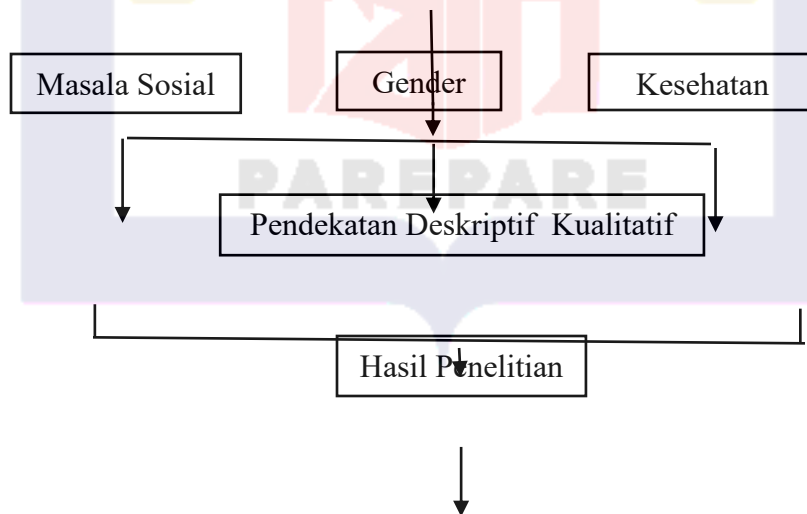 Masala Sosial
Gender
Kesehatan
PAREPARE
Pendekatan Deskriptif Kualitatif
Hasil Penelitian